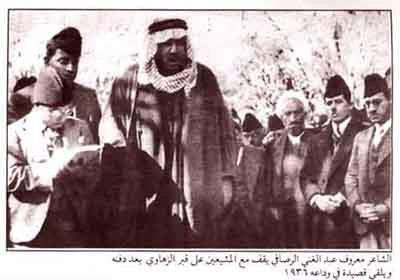 الشاعر معروف عبد الغني الرصافي يقف مع المشيعين على قبر الزهاوي بعد دفنه
ويلقي قصيدة في وداعه ١٩٣٦